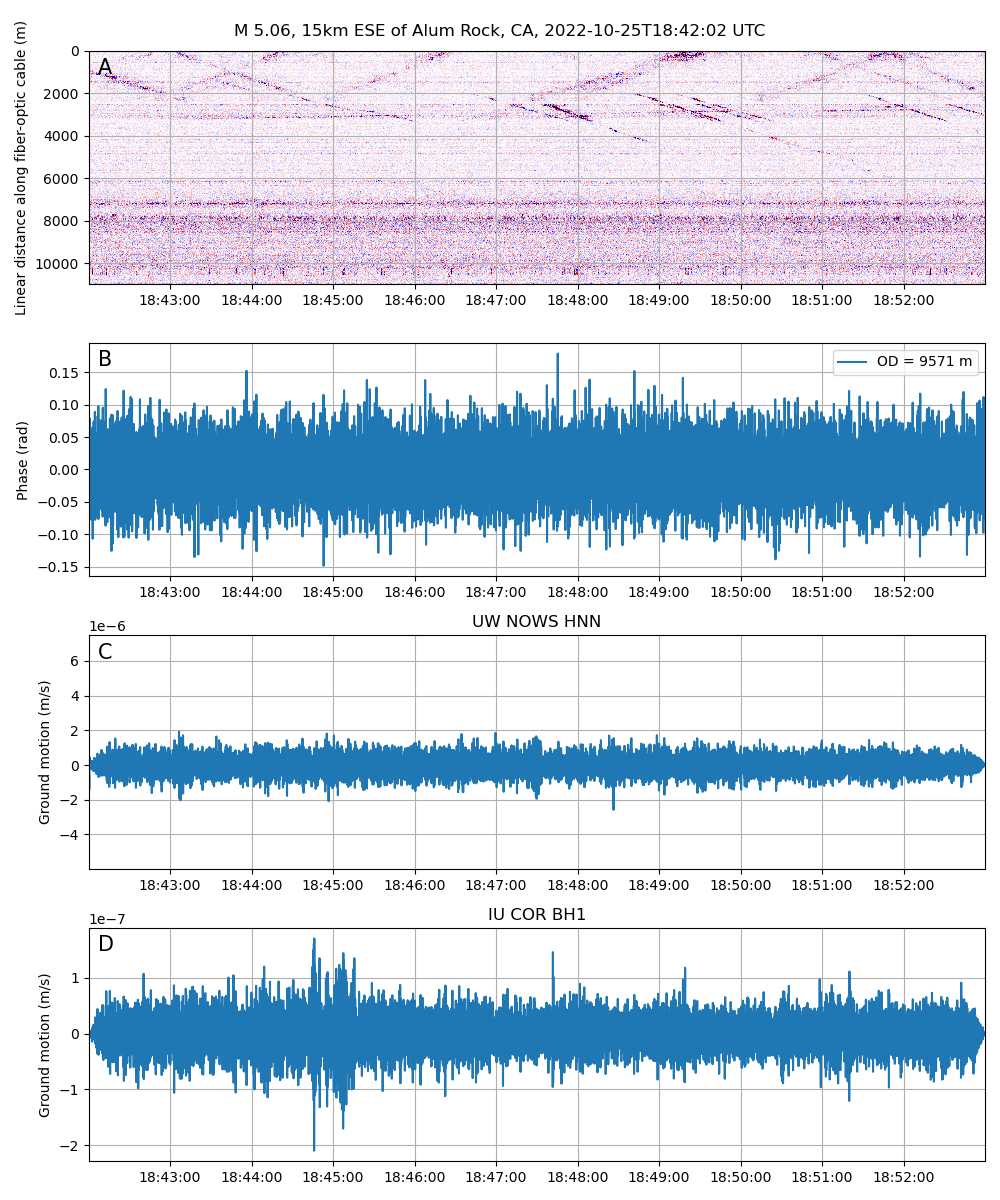 M 5.06, 15km ESE of Alum Rock, CA, 2022-10-25T18:42:02 UTC
A
Linear distance along fiber-optic cable (m)
0
2000
4000
6000
8000
10000
18:43:00 18:44:00 18:45:00 18:46:00 18:47:00 18:48:00 18:49:00 18:50:00 18:51:00 18:52:00
B
OD = 9571 m
Phase (rad)
0.15
0.10
0.05
0.00
−0.05
−0.10
−0.15
18:43:00 18:44:00 18:45:00 18:46:00 18:47:00 18:48:00 18:49:00 18:50:00 18:51:00 18:52:00
UW NOWS HNN
1e−6
C
Ground motion (m/s)
6
4
2
0
−2
−4
18:43:00 18:44:00 18:45:00 18:46:00 18:47:00 18:48:00 18:49:00 18:50:00 18:51:00 18:52:00
IU COR BH1
1e−7
D
Ground motion (m/s)
1
0
−1
−2
18:43:00 18:44:00 18:45:00 18:46:00 18:47:00 18:48:00 18:49:00 18:50:00 18:51:00 18:52:00